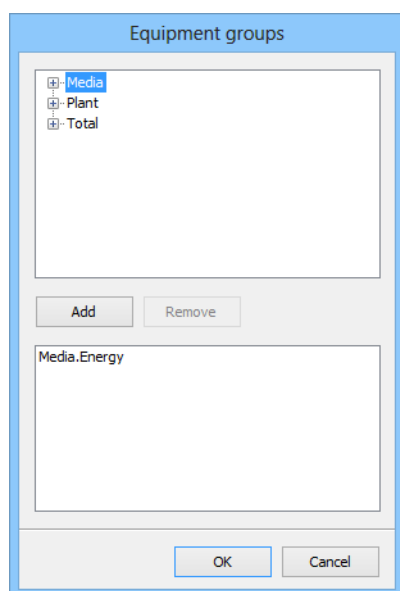 Equipment groups
Media
Plant
Total
Add Remove
Media.Energy
OK Cancel